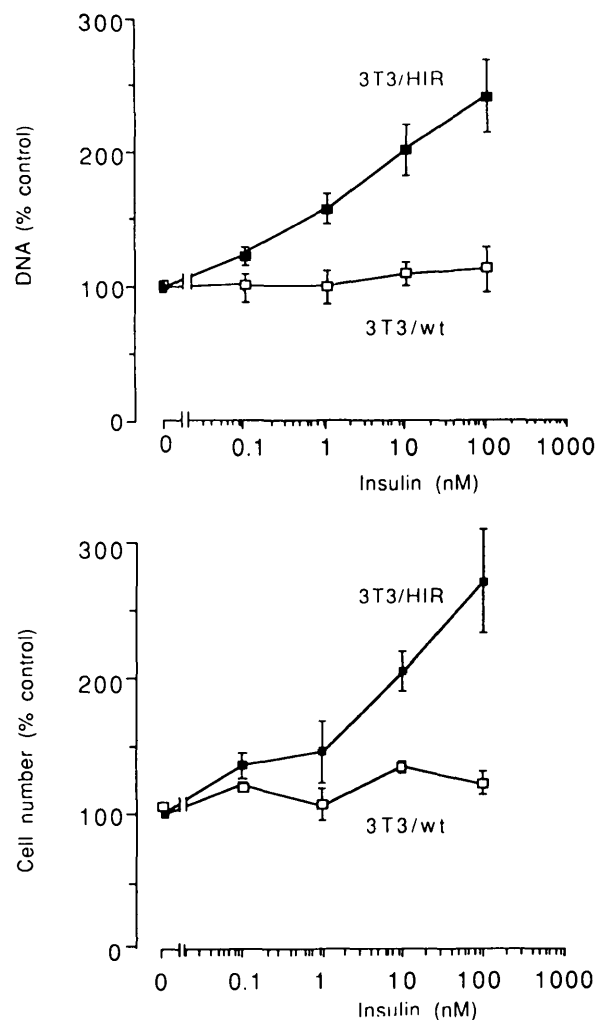 300
3T3/HIR
200
DNA (% control)
100
3T3/wt
0
0 0.1 1 10 100 1000
Insulin (nM)
300
3T3/HIR
200
Cell number (% control)
100
3T3/wt
0
0 0.1 1 10 100 1000
Insulin (nM)